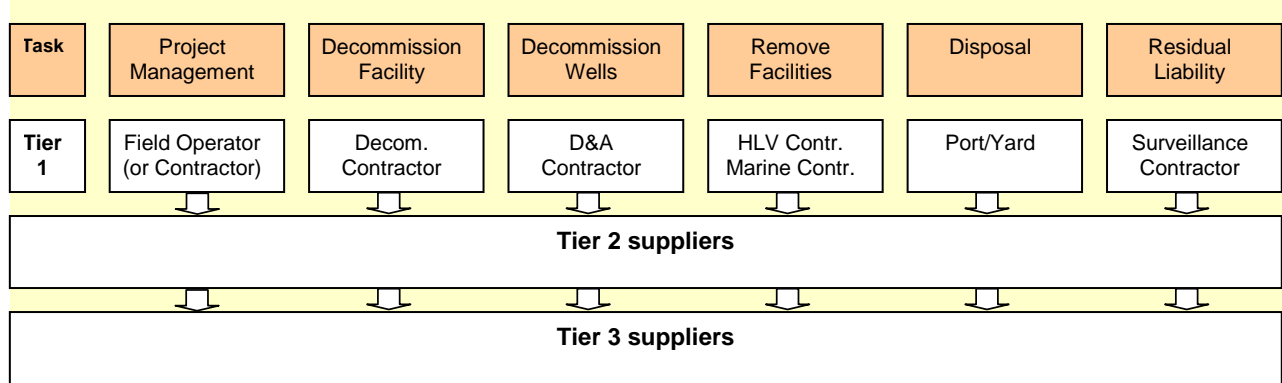 Task
Project
Management
Decommission
Facility
Decommission
Wells
Remove
Facilities
Disposal
Residual
Liability
Tier
1
Field Operator
(or Contractor)
Decom.
Contractor
D&A
Contractor
HLV Contr.
Marine Contr.
Port/Yard
Surveillance
Contractor
Tier 2 suppliers
Tier 3 suppliers